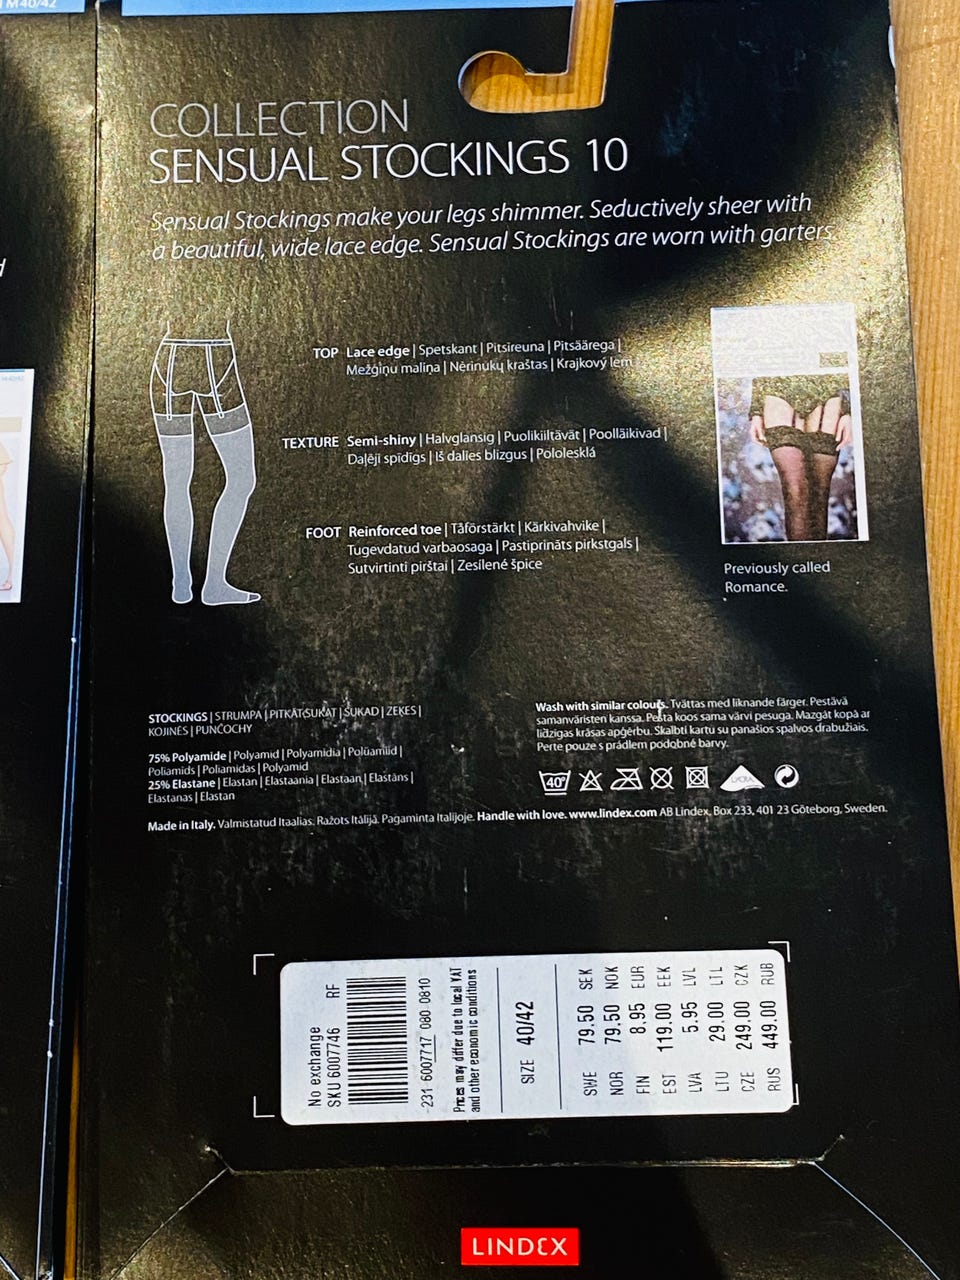 M 40/42
COLLECTION
SENSUAL STOCKINGS 10
Sensual Stockings make your legs shimmer. Seductively sheer with
a beautiful, wide lace edge. Sensual Stockings are worn with garters.
TOP Lace edge | Spetskant | Pitsireuna | Pitsäärega |
Mežģiņu maliņa | Nėrinukų kraštas | Krajkový lem
TEXTURE Semi-shiny | Halvglansig | Puolikiiltävät | Poolläikivad |
Daļēji spīdīgs | Iš dalies blizgus | Pololesklá
FOOT Reinforced toe | Tåförstärkt | Kärkivahvike |
Tugevdatud varbaosaga | Pastiprināts pirkstgals |
Sutvirtinti pirštai | Zesílené špice
Previously called
Romance.
STOCKINGS | STRUMPA | PITKÄT SUKAT | SUKAD | ZEĶES |
KOJINĖS | PUNČOCHY
75% Polyamide | Polyamid | Polyamidia | Polüamiid |
Poliamīds | Poliamidas | Polyamid
25% Elastane | Elastan | Elastaania | Elastaan | Elastāns |
Elastanas | Elastan
Wash with similar colours. Tvättas med liknande färger. Pestävä
samanväristen kanssa. Pesta koos sama värvi pesuga. Mazgāt kopā ar
līdzīgas krāsas apģērbu. Skalbti kartu su panašios spalvos drabužiais.
Perte pouze s prádlem podobné barvy.
40°
LYCRA
Made in Italy. Valmistatud Itaalias. Ražots Itālijā. Pagaminta Italijoje. Handle with love. www.lindex.com AB Lindex, Box 233, 401 23 Göteborg, Sweden.
No exchange
SKU 6007746 RF
231 6007717 080 0810
Prices may differ due to local VAT
and other economic conditions
SIZE 40/42
SWE 79.50 SEK
NOR 79.50 NOK
FIN 8.95 EUR
EST 119.00 EEK
LVA 5.95 LVL
LTU 29.00 LTL
CZE 249.00 CZK
RUS 449.00 RUB
LINDEX